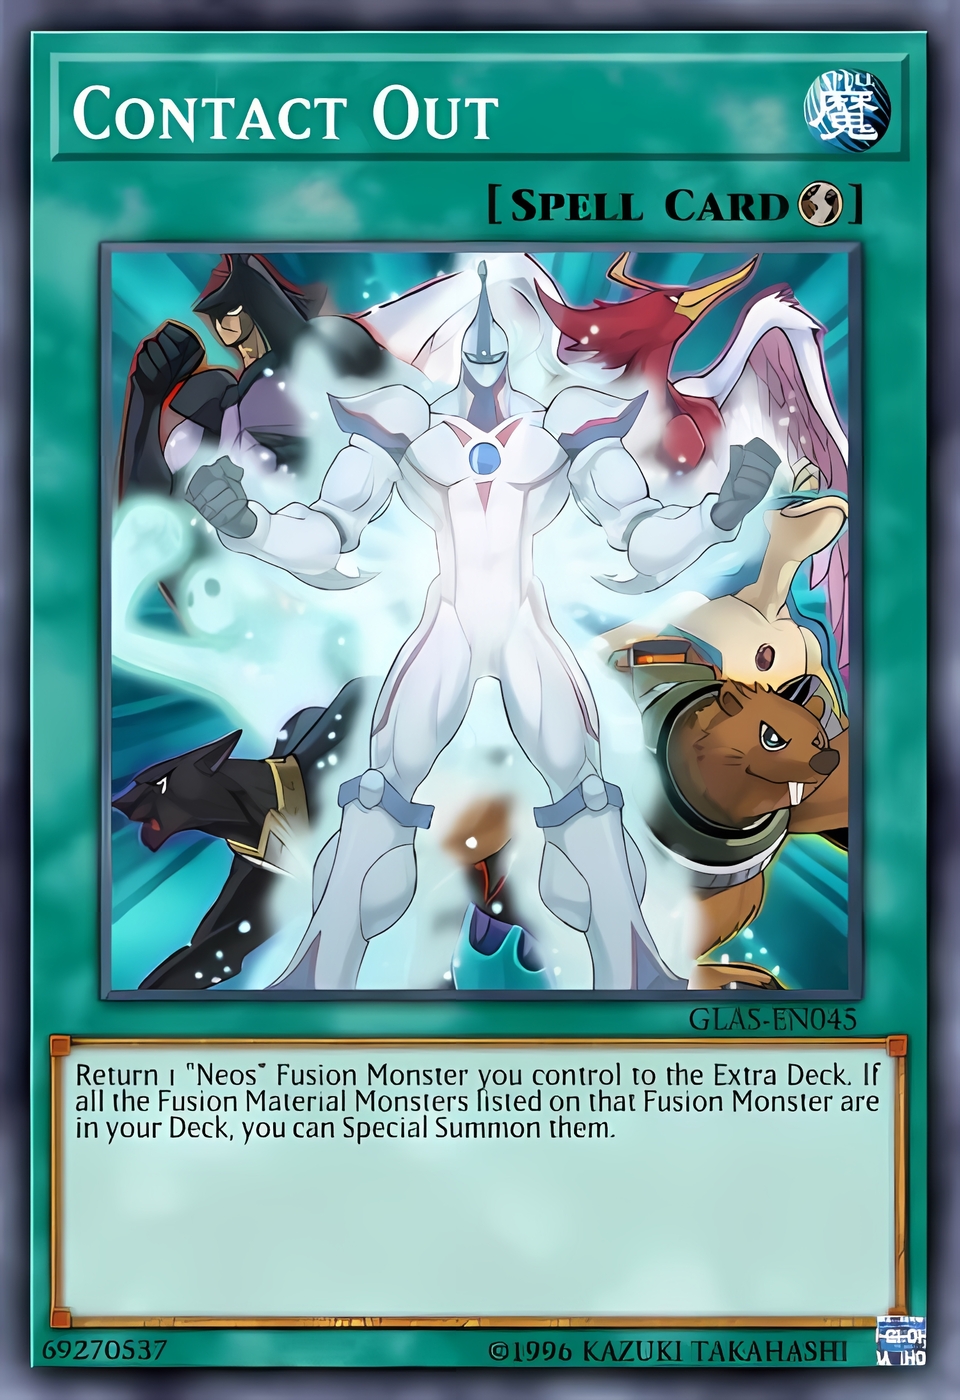 CONTACT OUT
魔
[SPELL CARD]
GLAS-EN045
Return 1 "Neos" Fusion Monster you control to the Extra Deck. If
all the Fusion Material Monsters listed on that Fusion Monster are
in your Deck, you can Special Summon them.
69270537
©1996 KAZUKI TAKAHASHI